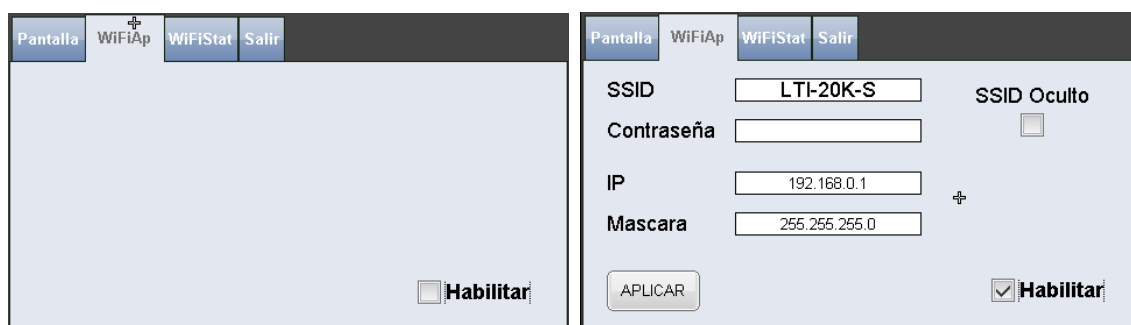 Pantalla WiFiAp WiFiStat Salir
Habilitar
Pantalla WiFiAp WiFiStat Salir
SSID LTI-20K-S SSID Oculto
Contraseña
IP 192.168.0.1
Mascara 255.255.255.0
APLICAR Habilitar